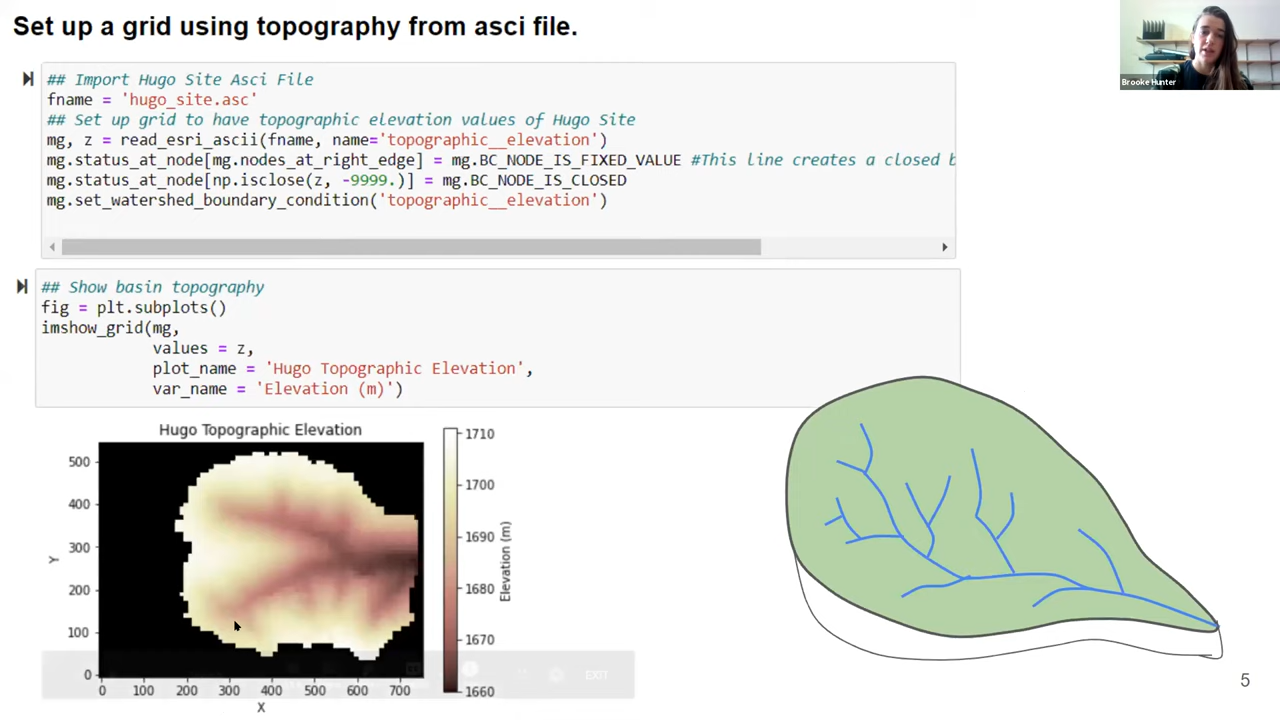 Set up a grid using topography from asci file.
Brooke Hunter
## Import Hugo Site Asci File
fname = 'hugo_site.asc'
## Set up grid to have topographic elevation values of Hugo Site
mg, z = read_esri_ascii(fname, name='topographic__elevation')
mg.status_at_node[mg.nodes_at_right_edge] = mg.BC_NODE_IS_FIXED_VALUE #This line creates a closed b
mg.status_at_node[np.isclose(z, -9999.)] = mg.BC_NODE_IS_CLOSED
mg.set_watershed_boundary_condition('topographic__elevation')
## Show basin topography
fig = plt.subplots()
imshow_grid(mg,
values = z,
plot_name = 'Hugo Topographic Elevation',
var_name = 'Elevation (m)')
Hugo Topographic Elevation
500
400
300
200
100
0
Y
0 100 200 300 400 500 600 700
X
1710
1700
1690
1680
1670
1660
Elevation (m)
EXIT
5